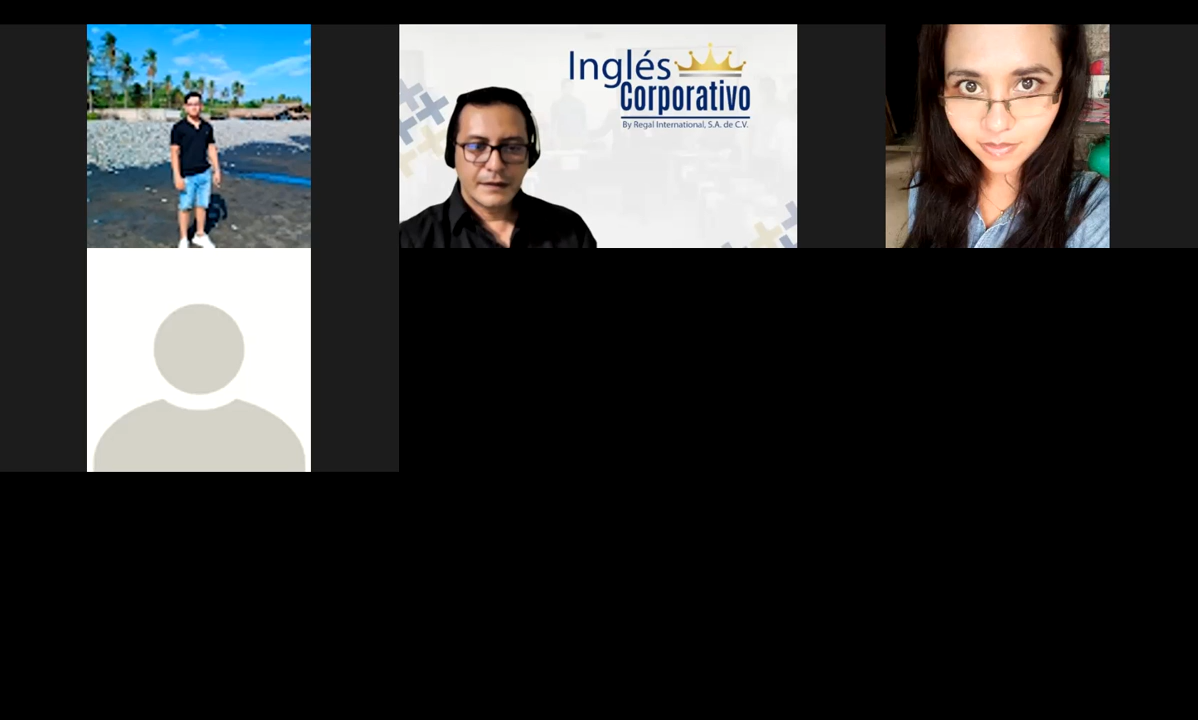 Inglés
Corporativo
By Regal International, S.A. de C.V.